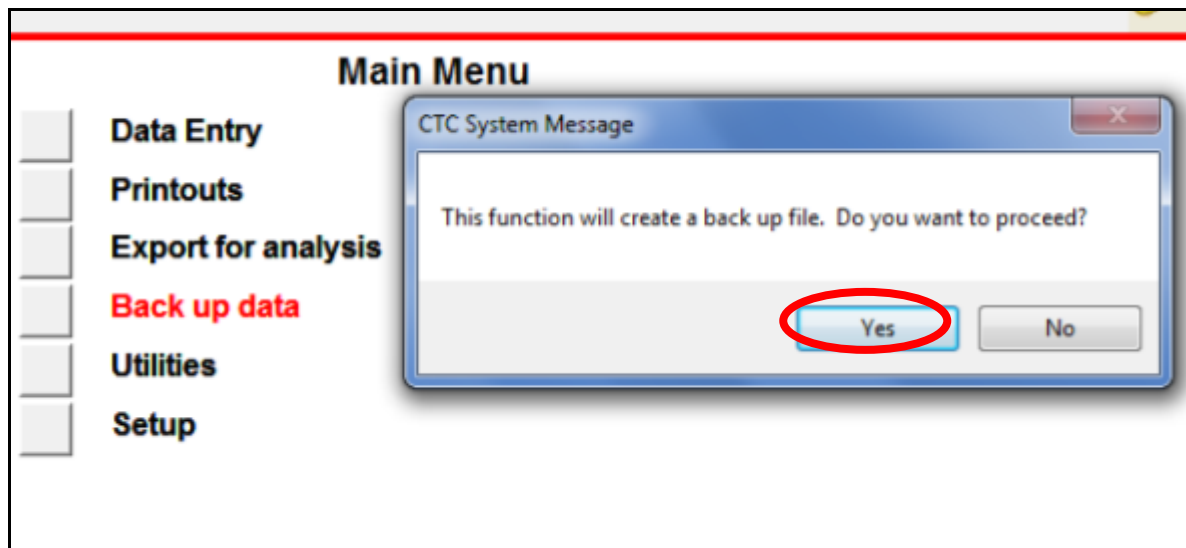 Main Menu
Data Entry
Printouts
Export for analysis
Back up data
Utilities
Setup
CTC System Message
This function will create a back up file. Do you want to proceed?
Yes
No